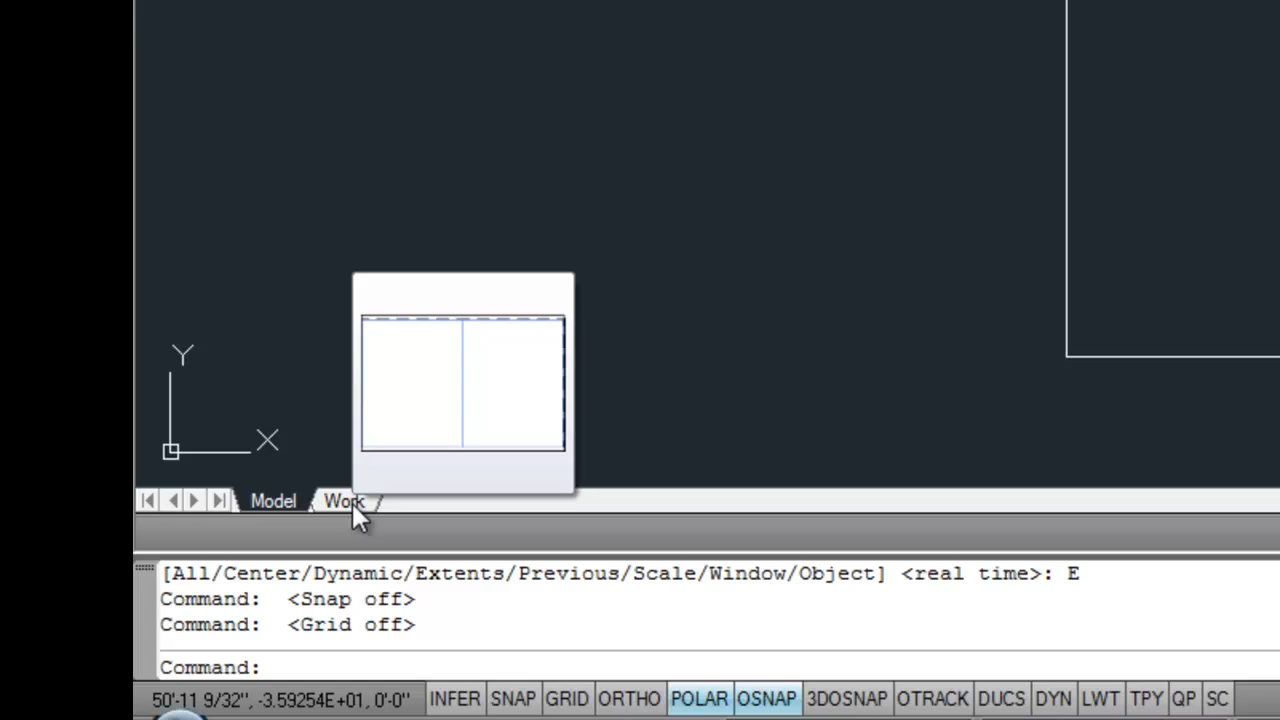 Y
X
Model Work
[All/Center/Dynamic/Extents/Previous/Scale/Window/Object] <real time>: E
Command:  <Snap off>
Command:  <Grid off>
Command:
50'-11 9/32", -3.59254E+01, 0'-0" INFER SNAP GRID ORTHO POLAR OSNAP 3DOSNAP OTRACK DUCS DYN LWT TPY QP SC